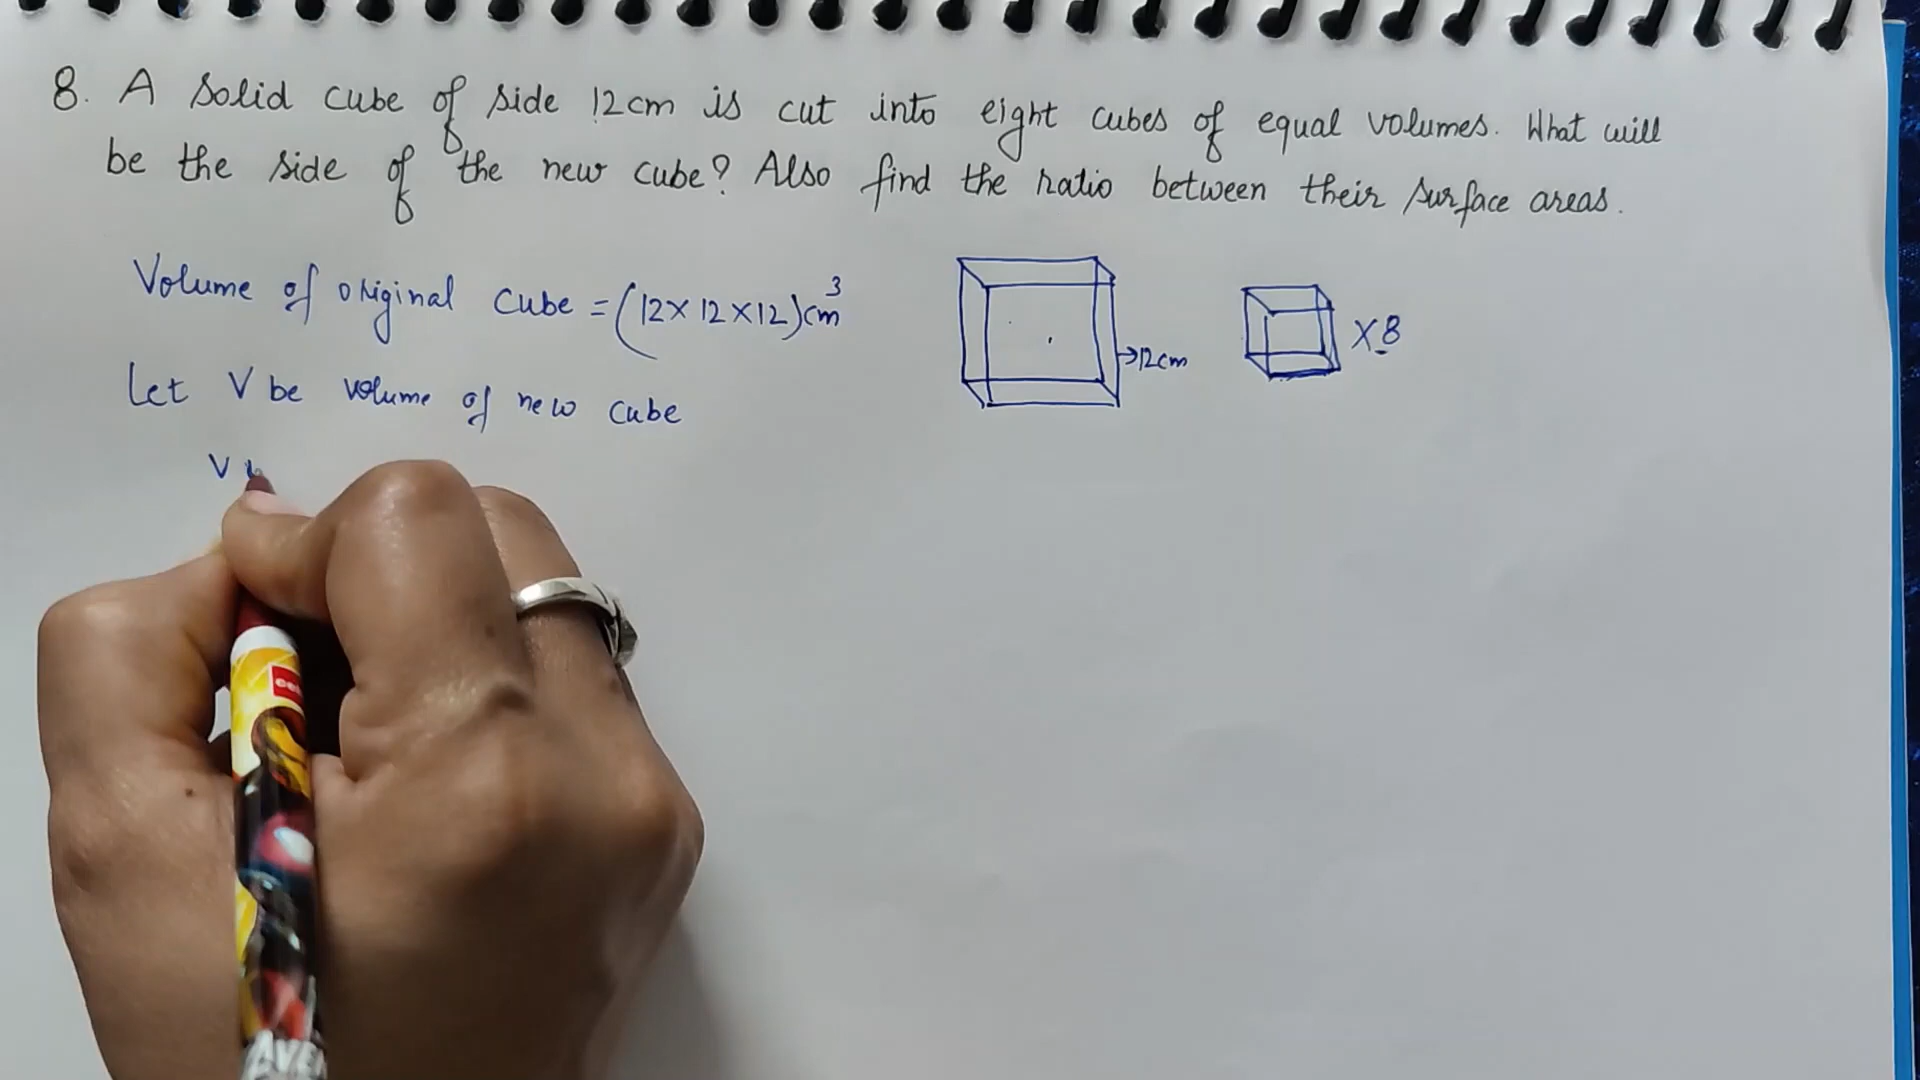 8. A solid cube of side 12cm is cut into eight cubes of equal volumes. What will
be the side of the new cube? Also find the ratio between their surface areas.
Volume of original cube = (12×12×12)cm³
→12cm
×8
Let V be volume of new cube
V
AVEN